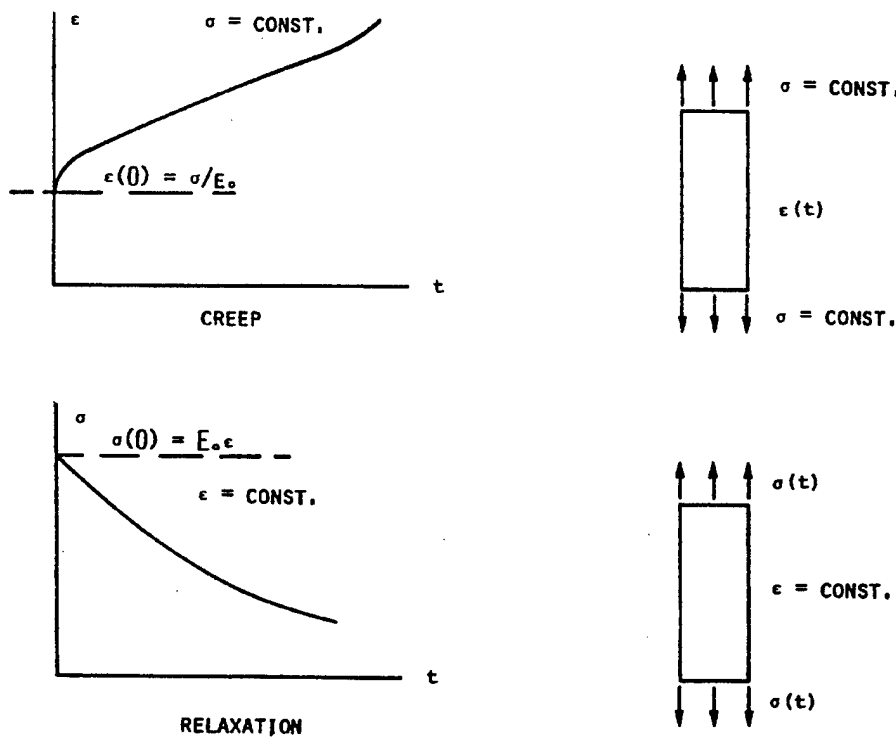 ε
σ = CONST.
ε(0) = σ/E₀
t
CREEP
σ = CONST.
ε(t)
σ = CONST.
σ
σ(0) = E₀ε
ε = CONST.
t
RELAXATION
σ(t)
ε = CONST.
σ(t)